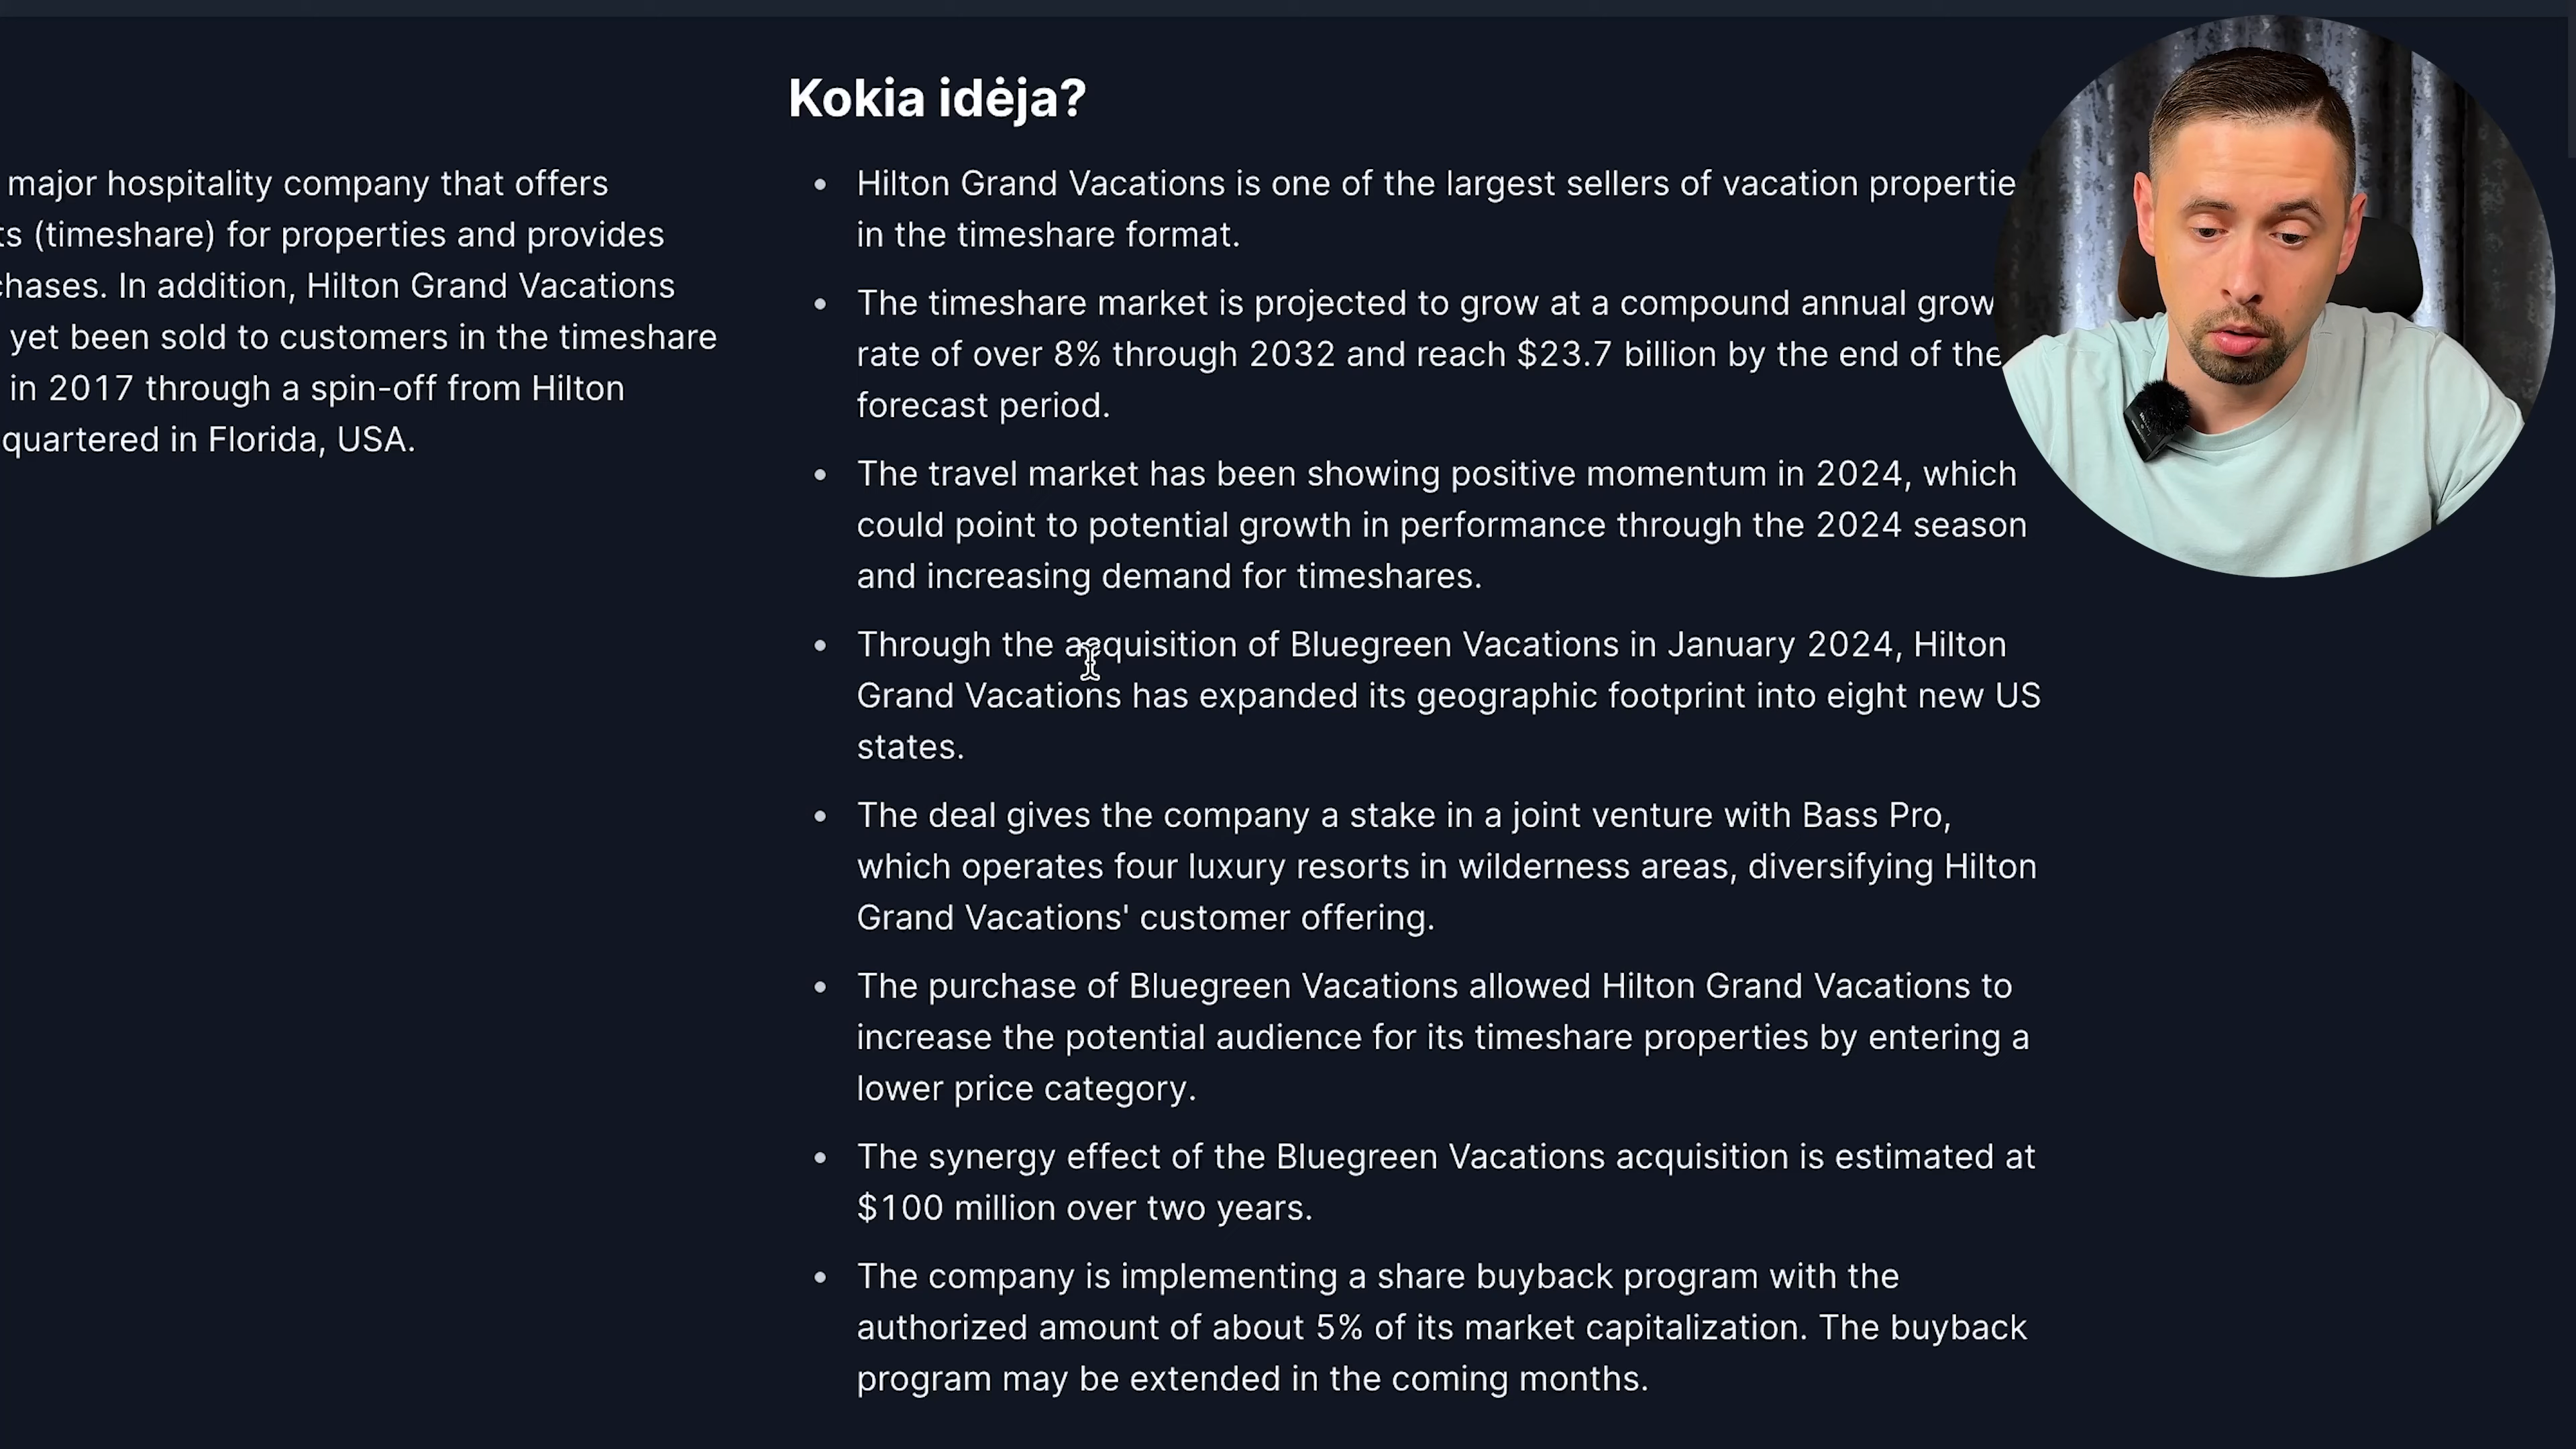 Kokia idėja?
major hospitality company that offers
ts (timeshare) for properties and provides
chases. In addition, Hilton Grand Vacations
yet been sold to customers in the timeshare
in 2017 through a spin-off from Hilton
quartered in Florida, USA.
Hilton Grand Vacations is one of the largest sellers of vacation propertie
in the timeshare format.
The timeshare market is projected to grow at a compound annual grow
rate of over 8% through 2032 and reach $23.7 billion by the end of the
forecast period.
The travel market has been showing positive momentum in 2024, which
could point to potential growth in performance through the 2024 season
and increasing demand for timeshares.
Through the acquisition of Bluegreen Vacations in January 2024, Hilton
Grand Vacations has expanded its geographic footprint into eight new US
states.
The deal gives the company a stake in a joint venture with Bass Pro,
which operates four luxury resorts in wilderness areas, diversifying Hilton
Grand Vacations' customer offering.
The purchase of Bluegreen Vacations allowed Hilton Grand Vacations to
increase the potential audience for its timeshare properties by entering a
lower price category.
The synergy effect of the Bluegreen Vacations acquisition is estimated at
$100 million over two years.
The company is implementing a share buyback program with the
authorized amount of about 5% of its market capitalization. The buyback
program may be extended in the coming months.